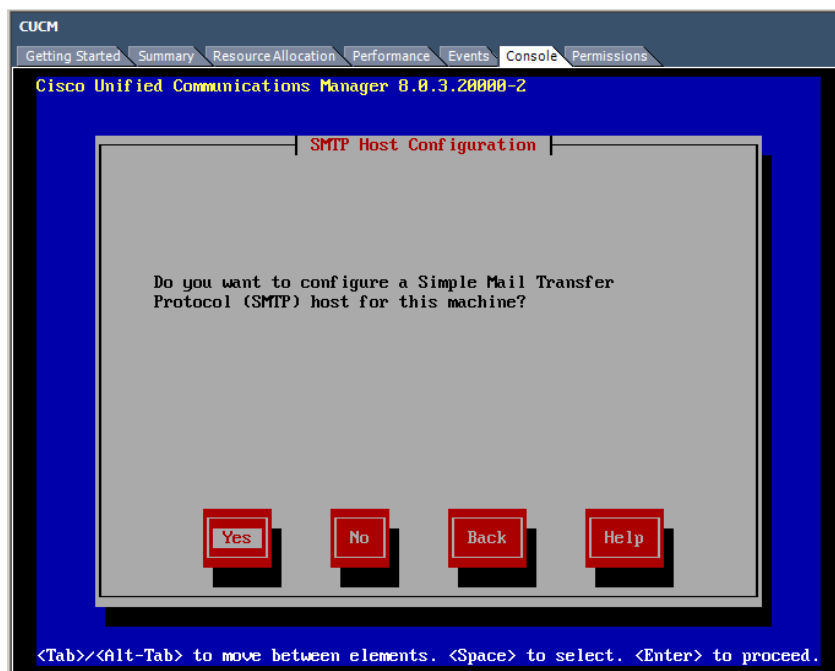 CUCM
Getting Started Summary Resource Allocation Performance Events Console Permissions
Cisco Unified Communications Manager 8.0.3.20000-2
SMTP Host Configuration
Do you want to configure a Simple Mail Transfer
Protocol (SMTP) host for this machine?
Yes No Back Help
<Tab>/<Alt-Tab> to move between elements. <Space> to select. <Enter> to proceed.